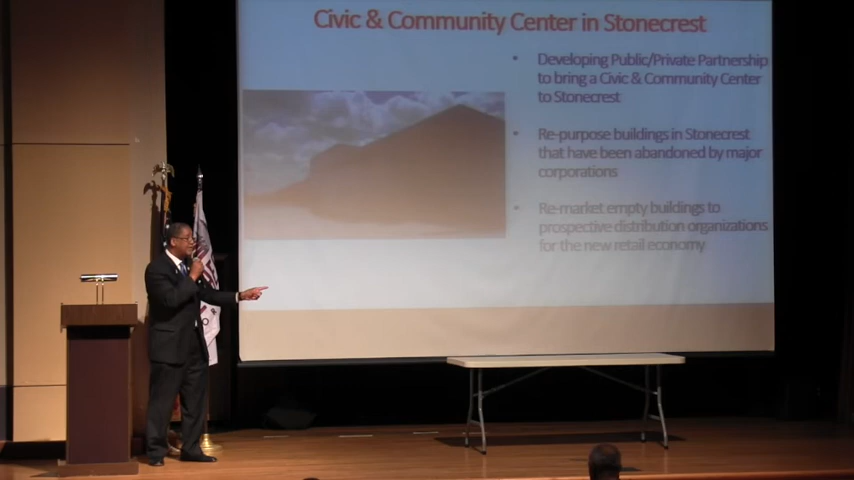 Civic & Community Center in Stonecrest
• Developing Public/Private Partnership
to bring a Civic & Community Center
to Stonecrest
• Re-purpose buildings in Stonecrest
that have been abandoned by major
corporations
• Re-market empty buildings to
prospective distribution organizations
for the new retail economy